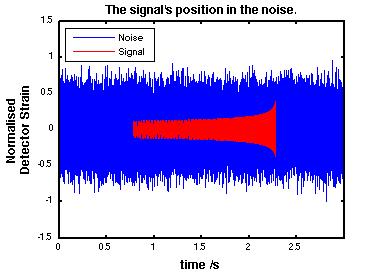 The signal's position in the noise.
Noise
Signal
Normalised
Detector Strain
1.5
1
0.5
0
-0.5
-1
-1.5
0 0.5 1 1.5 2 2.5
time /s